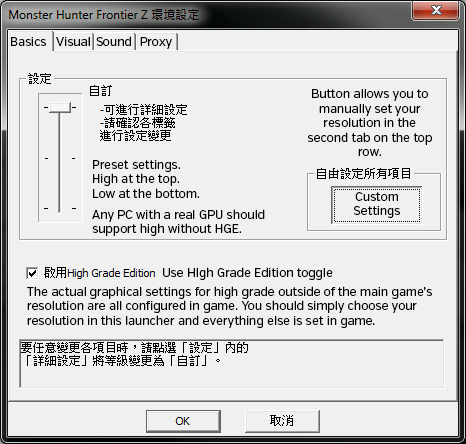 Monster Hunter Frontier Z 環境設定
Basics Visual Sound Proxy
設定
自訂
-可進行詳細設定
-請確認各標籤
進行設定變更
Preset settings.
High at the top.
Low at the bottom.
Any PC with a real GPU should
support high without HGE.
Button allows you to
manually set your
resolution in the
second tab on the top
row.
自由設定所有項目
Custom
Settings
啟用High Grade Edition Use HIgh Grade Edition toggle
The actual graphical settings for high grade outside of the main game's
resolution are all configured in game. You should simply choose your
resolution in this launcher and everything else is set in game.
要任意變更各項目時，請點選「設定」內的
「詳細設定」將等級變更為「自訂」。
OK 取消